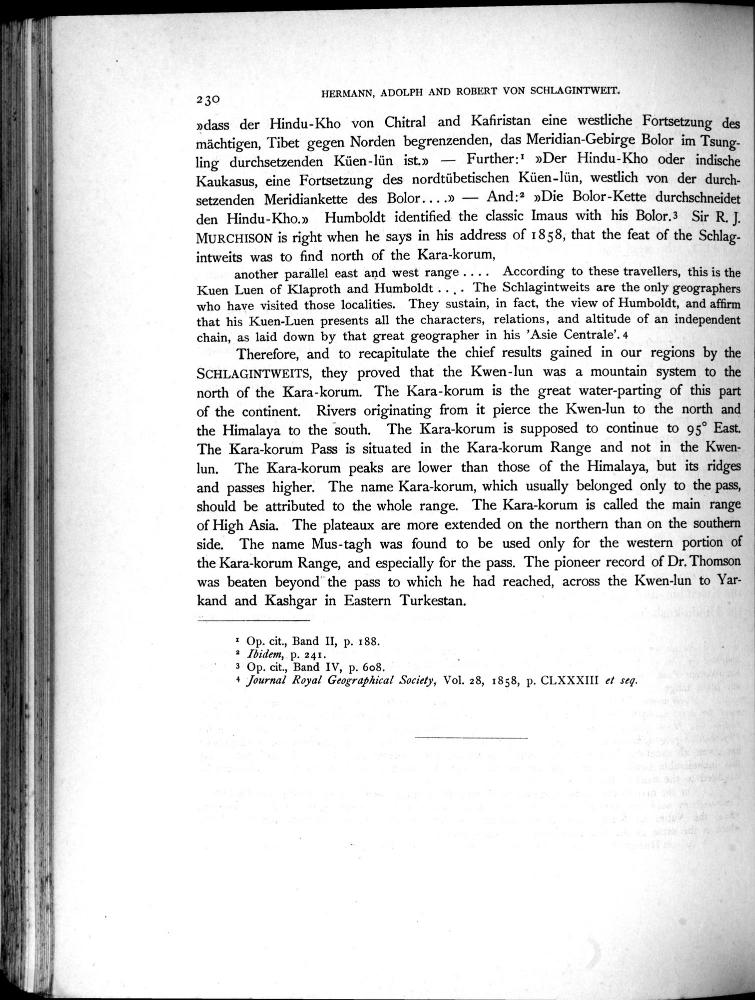 230
HERMANN, ADOLPH AND ROBERT VON SCHLAGINTWEIT.
»dass der Hindu-Kho von Chitral and Kafiristan eine westliche Fortsetzung des
mächtigen, Tibet gegen Norden begrenzenden, das Meridian-Gebirge Bolor im Tsung-
ling durchsetzenden Küen-lün ist.» — Further:¹ »Der Hindu-Kho oder indische
Kaukasus, eine Fortsetzung des nordtübetischen Küen-lün, westlich von der durch-
setzenden Meridiankette des Bolor....» — And:² »Die Bolor-Kette durchschneidet
den Hindu-Kho.» Humboldt identified the classic Imaus with his Bolor.³ Sir R. J.
MURCHISON is right when he says in his address of 1858, that the feat of the Schlag-
intweits was to find north of the Kara-korum,
another parallel east and west range .... According to these travellers, this is the
Kuen Luen of Klaproth and Humboldt .... The Schlagintweits are the only geographers
who have visited those localities. They sustain, in fact, the view of Humboldt, and affirm
that his Kuen-Luen presents all the characters, relations, and altitude of an independent
chain, as laid down by that great geographer in his 'Asie Centrale'.⁴
Therefore, and to recapitulate the chief results gained in our regions by the
SCHLAGINTWEITS, they proved that the Kwen-lun was a mountain system to the
north of the Kara-korum. The Kara-korum is the great water-parting of this part
of the continent. Rivers originating from it pierce the Kwen-lun to the north and
the Himalaya to the south. The Kara-korum is supposed to continue to 95° East.
The Kara-korum Pass is situated in the Kara-korum Range and not in the Kwen-
lun. The Kara-korum peaks are lower than those of the Himalaya, but its ridges
and passes higher. The name Kara-korum, which usually belonged only to the pass,
should be attributed to the whole range. The Kara-korum is called the main range
of High Asia. The plateaux are more extended on the northern than on the southern
side. The name Mus-tagh was found to be used only for the western portion of
the Kara-korum Range, and especially for the pass. The pioneer record of Dr. Thomson
was beaten beyond the pass to which he had reached, across the Kwen-lun to Yar-
kand and Kashgar in Eastern Turkestan.
¹ Op. cit., Band II, p. 188.
² Ibidem, p. 241.
³ Op. cit., Band IV, p. 608.
⁴ Journal Royal Geographical Society, Vol. 28, 1858, p. CLXXXIII et seq.